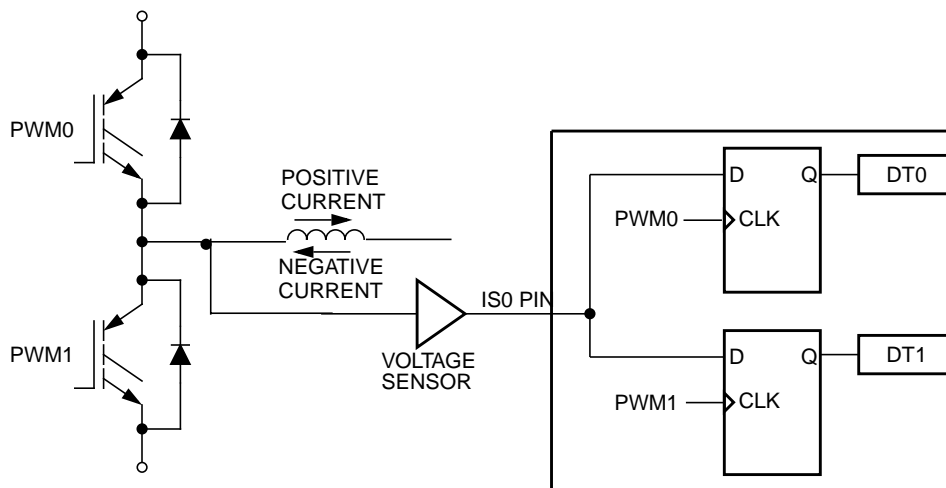 PWM0
POSITIVE
CURRENT
NEGATIVE
CURRENT
PWM1
VOLTAGE
SENSOR
IS0 PIN
D
Q
DT0
PWM0
CLK
D
Q
DT1
PWM1
CLK